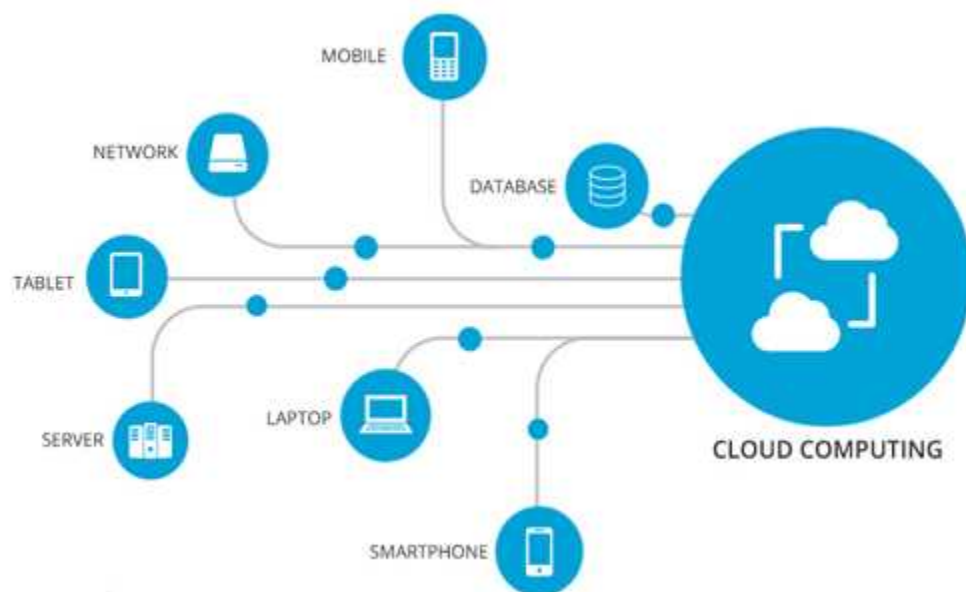 MOBILE
NETWORK
DATABASE
TABLET
LAPTOP
SERVER
CLOUD COMPUTING
SMARTPHONE